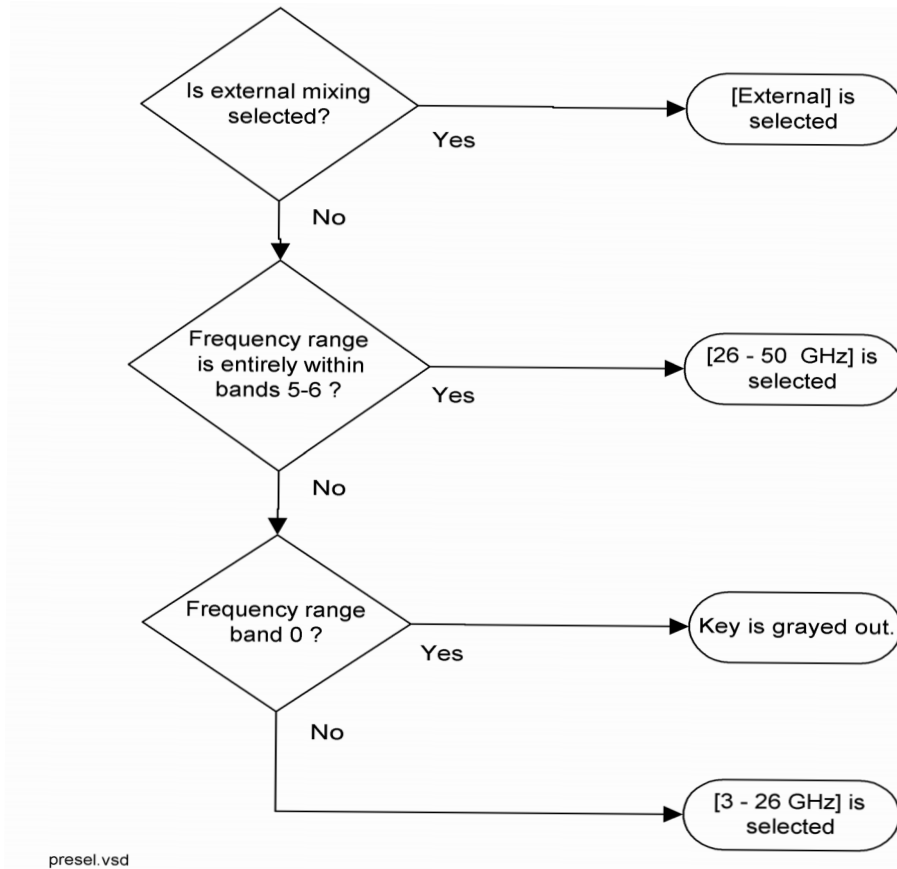 Is external mixing
selected?
Yes
[External] is
selected
No
Frequency range
is entirely within
bands 5-6 ?
Yes
[26 - 50  GHz] is
selected
No
Frequency range
band 0 ?
Yes
Key is grayed out.
No
[3 - 26 GHz] is
selected
presel.vsd